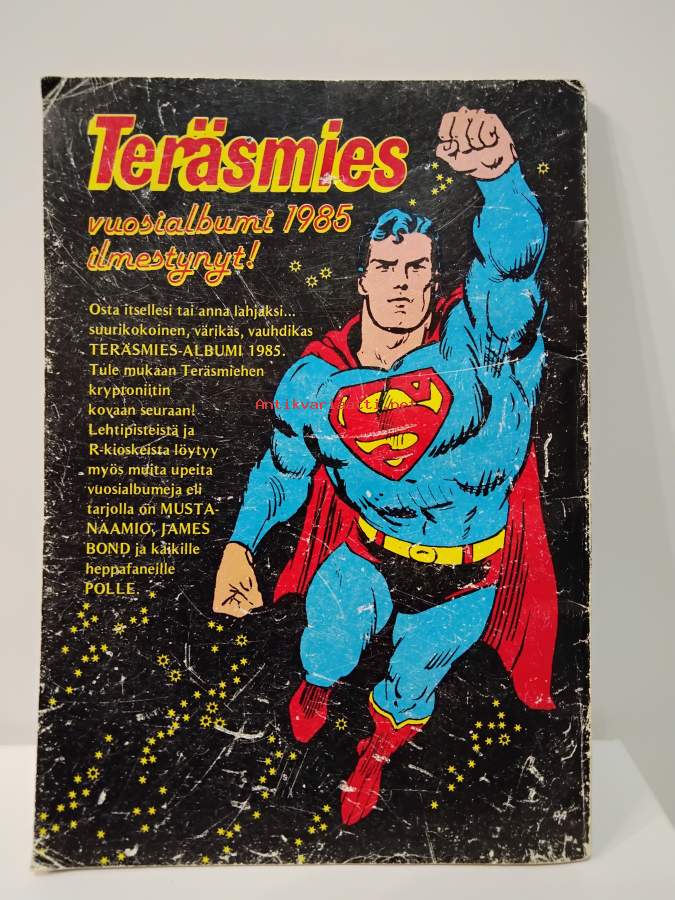 Teräsmies
vuosialbumi 1985
ilmestynyt!
Osta itsellesi tai anna lahjaksi...
suurikokoinen, värikäs, vauhdikas
TERÄSMIES-ALBUMI 1985.
Tule mukaan Teräsmiehen
kryptoniitin
kovaan seuraan!
Lehtipisteistä ja
R-kioskeista löytyy
myös muita upeita
vuosialbumeja eli
tarjolla on MUSTA-
NAAMIO, JAMES
BOND ja kaikille
heppafaneille
POLLE.
Antikvariaatti.net
S